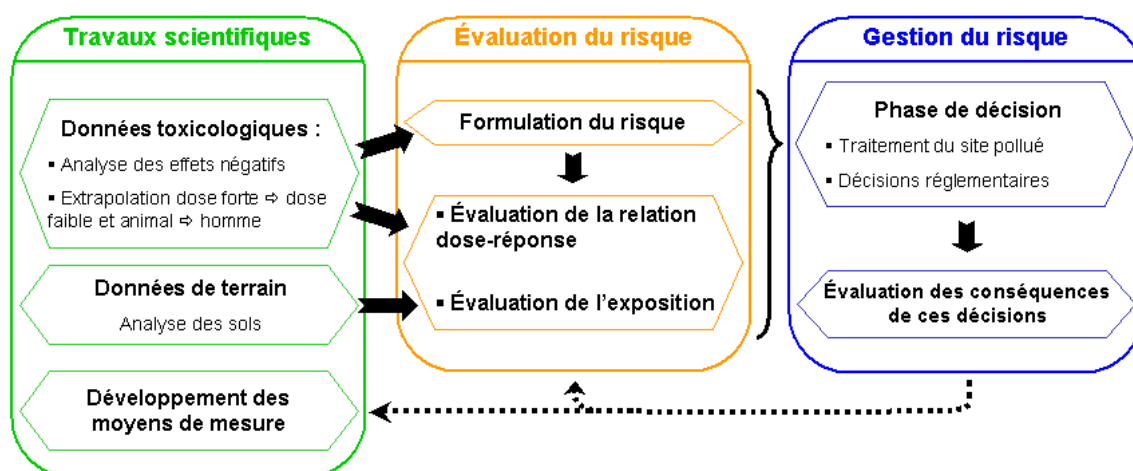 Travaux scientifiques
Données toxicologiques :
▪ Analyse des effets négatifs
▪ Extrapolation dose forte ⇨ dose
faible et animal ⇨ homme
Données de terrain
Analyse des sols
Développement des
moyens de mesure
Évaluation du risque
Formulation du risque
▪ Évaluation de la relation
dose-réponse
▪ Évaluation de l'exposition
Gestion du risque
Phase de décision
▪ Traitement du site pollué
▪ Décisions réglementaires
Évaluation des conséquences
de ces décisions